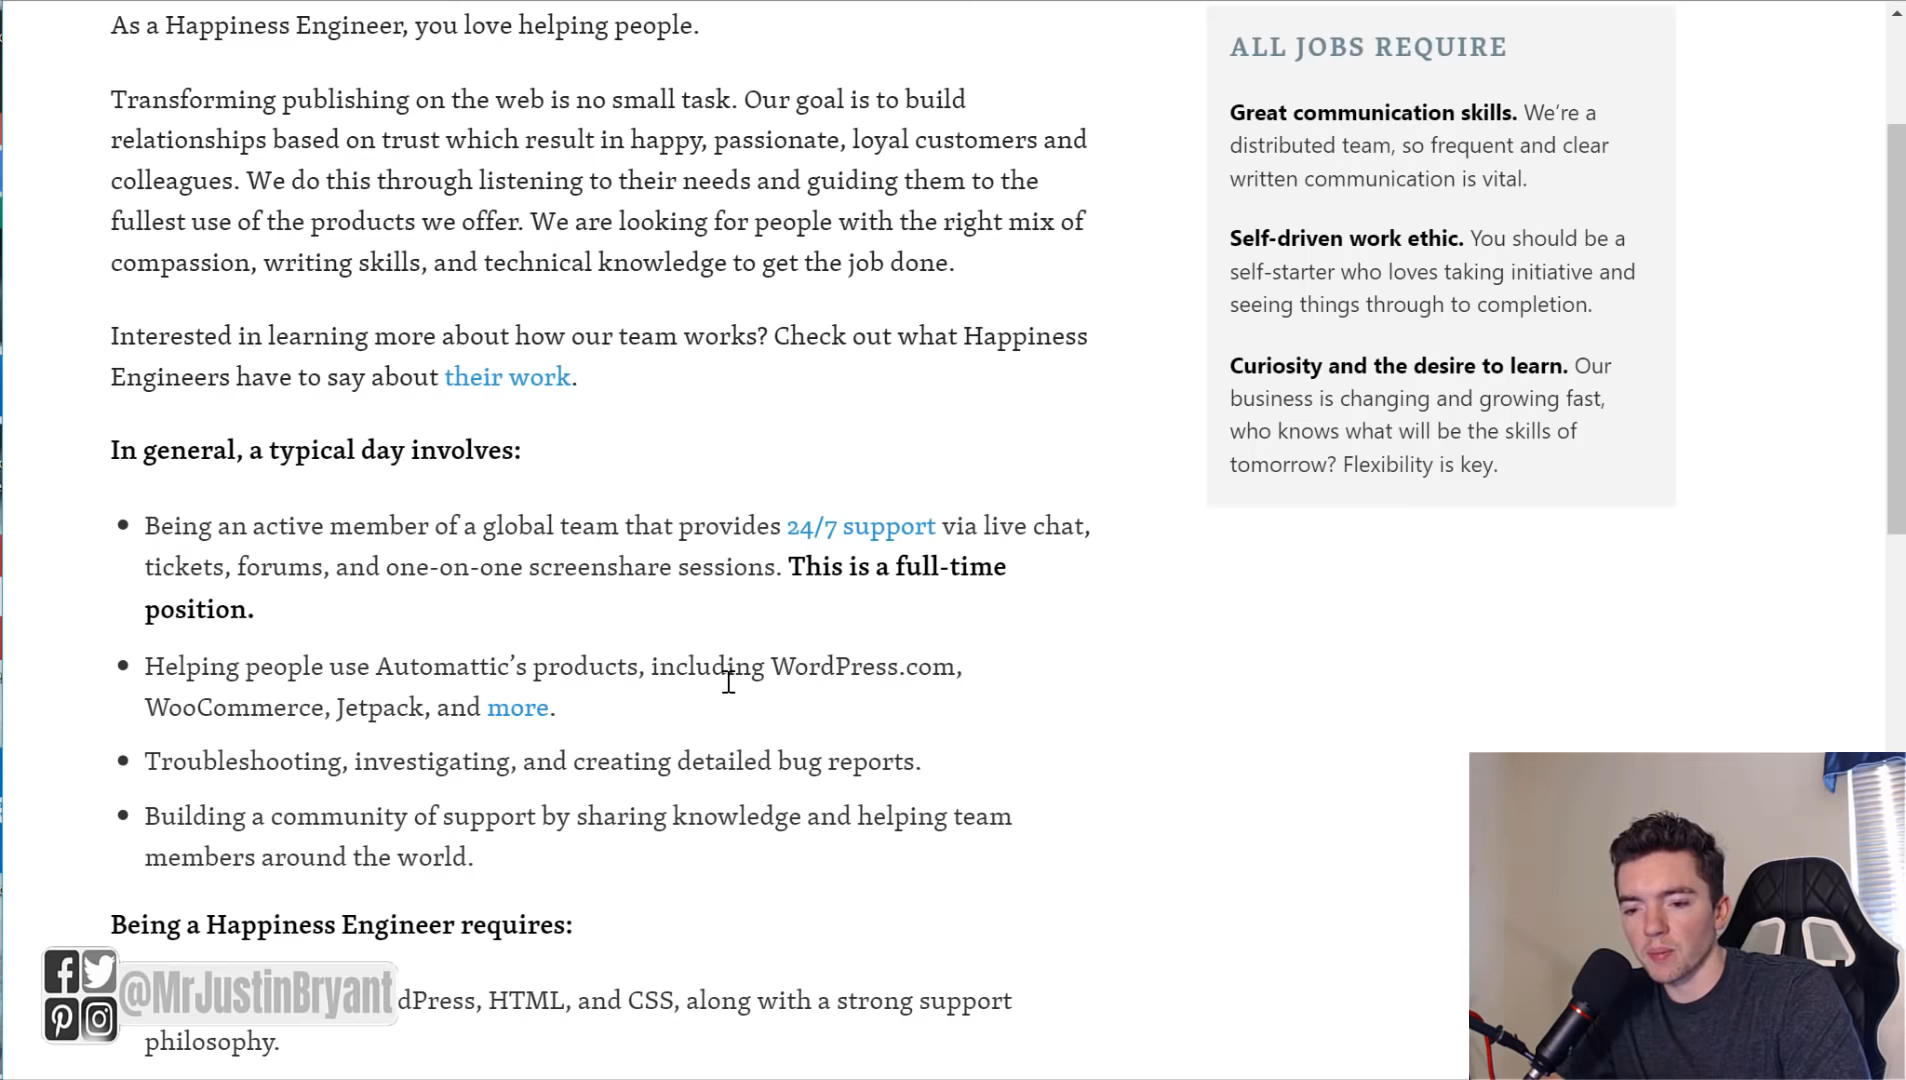 As a Happiness Engineer, you love helping people.
Transforming publishing on the web is no small task. Our goal is to build
relationships based on trust which result in happy, passionate, loyal customers and
colleagues. We do this through listening to their needs and guiding them to the
fullest use of the products we offer. We are looking for people with the right mix of
compassion, writing skills, and technical knowledge to get the job done.
Interested in learning more about how our team works? Check out what Happiness
Engineers have to say about their work.
In general, a typical day involves:
• Being an active member of a global team that provides 24/7 support via live chat,
tickets, forums, and one-on-one screenshare sessions. This is a full-time
position.
• Helping people use Automattic’s products, including WordPress.com,
WooCommerce, Jetpack, and more.
• Troubleshooting, investigating, and creating detailed bug reports.
• Building a community of support by sharing knowledge and helping team
members around the world.
Being a Happiness Engineer requires:
dPress, HTML, and CSS, along with a strong support
philosophy.
@MrJustinBryant
ALL JOBS REQUIRE
Great communication skills. We’re a
distributed team, so frequent and clear
written communication is vital.
Self-driven work ethic. You should be a
self-starter who loves taking initiative and
seeing things through to completion.
Curiosity and the desire to learn. Our
business is changing and growing fast,
who knows what will be the skills of
tomorrow? Flexibility is key.